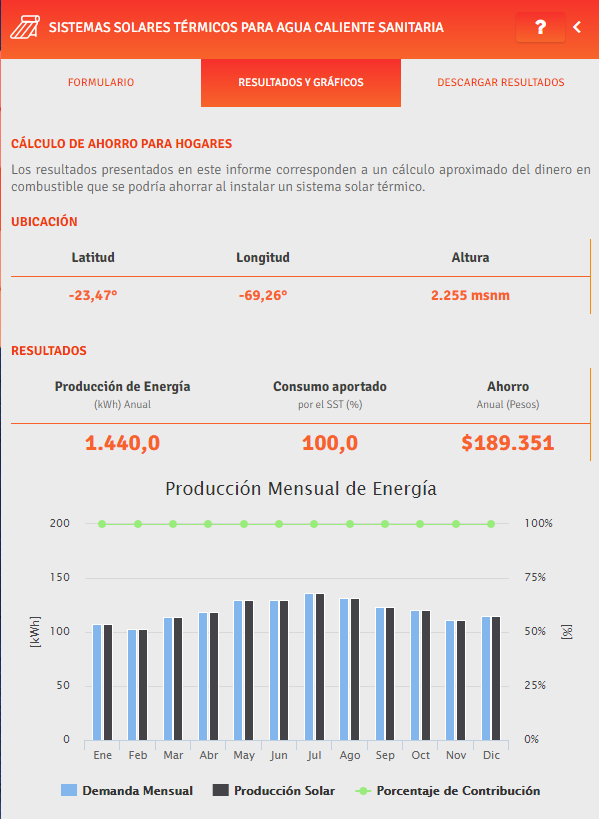 SISTEMAS SOLARES TÉRMICOS PARA AGUA CALIENTE SANITARIA
?
FORMULARIO RESULTADOS Y GRÁFICOS DESCARGAR RESULTADOS
CÁLCULO DE AHORRO PARA HOGARES
Los resultados presentados en este informe corresponden a un cálculo aproximado del dinero en
combustible que se podría ahorrar al instalar un sistema solar térmico.
UBICACIÓN
Latitud Longitud Altura
-23,47° -69,26° 2.255 msnm
RESULTADOS
Producción de Energía Consumo aportado Ahorro
(kWh) Anual por el SST (%) Anual (Pesos)
1.440,0 100,0 $189.351
Producción Mensual de Energía
200 100%
150 75%
100 50%
[kWh] [%]
50 25%
0 0%
Ene Feb Mar Abr May Jun Jul Ago Sep Oct Nov Dic
Demanda Mensual Producción Solar Porcentaje de Contribución